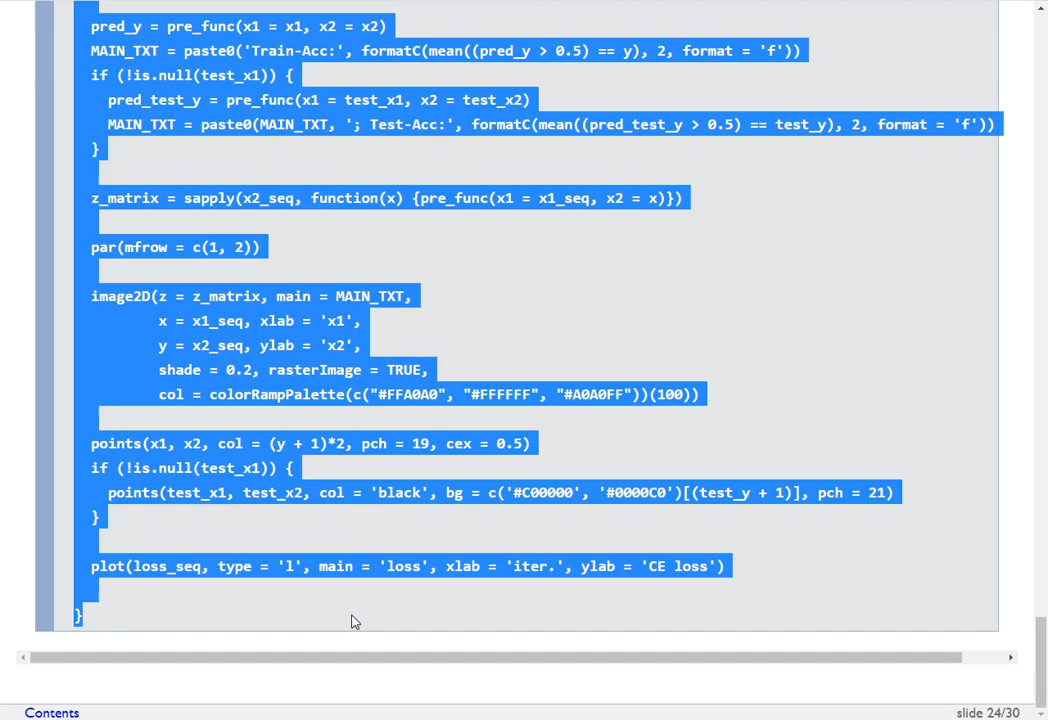 pred_y = pre_func(x1 = x1, x2 = x2)
MAIN_TXT = paste0('Train-Acc:', formatC(mean((pred_y > 0.5) == y), 2, format = 'f'))
if (!is.null(test_x1)) {
pred_test_y = pre_func(x1 = test_x1, x2 = test_x2)
MAIN_TXT = paste0(MAIN_TXT, '; Test-Acc:', formatC(mean((pred_test_y > 0.5) == test_y), 2, format = 'f'))
}
z_matrix = sapply(x2_seq, function(x) {pre_func(x1 = x1_seq, x2 = x)})
par(mfrow = c(1, 2))
image2D(z = z_matrix, main = MAIN_TXT,
x = x1_seq, xlab = 'x1',
y = x2_seq, ylab = 'x2',
shade = 0.2, rasterImage = TRUE,
col = colorRampPalette(c("#FFA0A0", "#FFFFFF", "#A0A0FF"))(100))
points(x1, x2, col = (y + 1)*2, pch = 19, cex = 0.5)
if (!is.null(test_x1)) {
points(test_x1, test_x2, col = 'black', bg = c('#C00000', '#0000C0')[(test_y + 1)], pch = 21)
}
plot(loss_seq, type = 'l', main = 'loss', xlab = 'iter.', ylab = 'CE loss')
}
Contents
slide 24/30